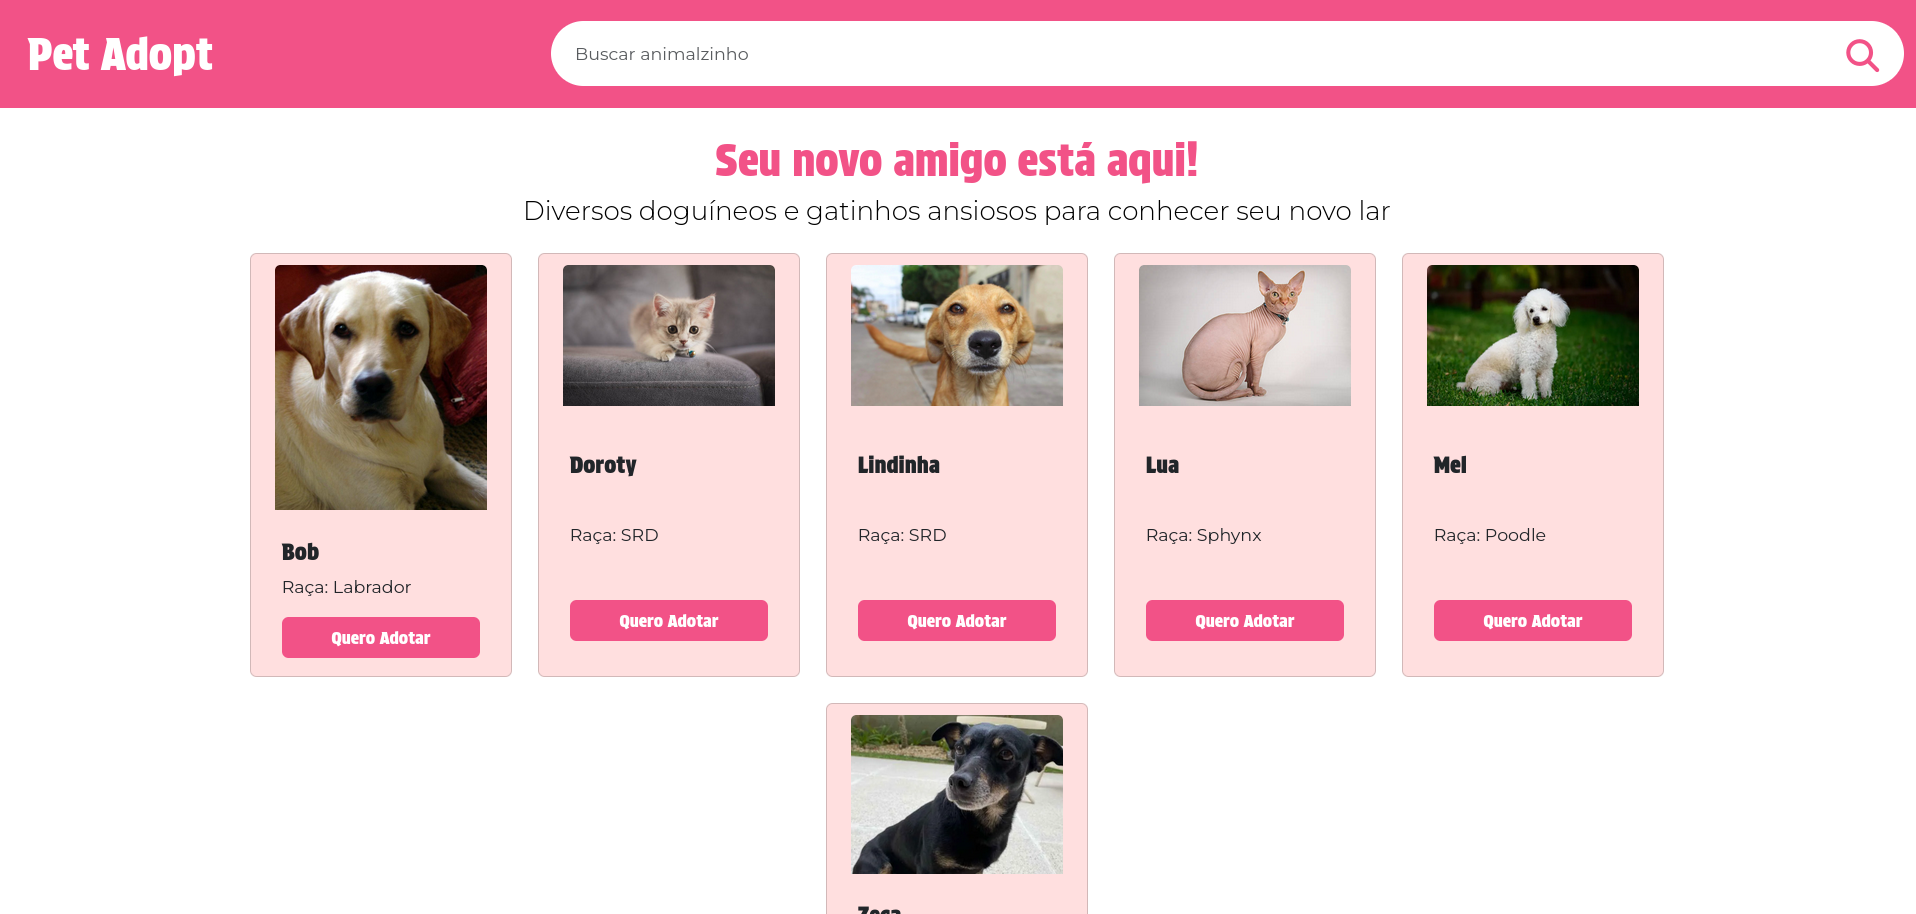 Pet Adopt
Buscar animalzinho
Seu novo amigo está aqui!
Diversos doguíneos e gatinhos ansiosos para conhecer seu novo lar
Bob
Raça: Labrador
Quero Adotar
Doroty
Raça: SRD
Quero Adotar
Lindinha
Raça: SRD
Quero Adotar
Lua
Raça: Sphynx
Quero Adotar
Mel
Raça: Poodle
Quero Adotar